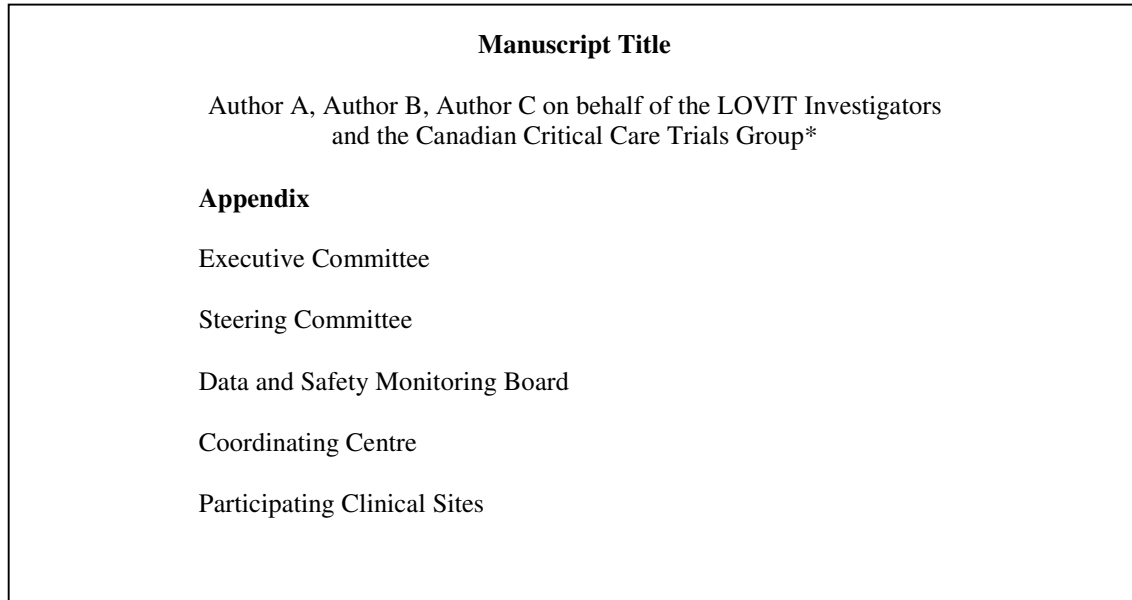 Manuscript Title
Author A, Author B, Author C on behalf of the LOVIT Investigators
and the Canadian Critical Care Trials Group*
Appendix
Executive Committee
Steering Committee
Data and Safety Monitoring Board
Coordinating Centre
Participating Clinical Sites